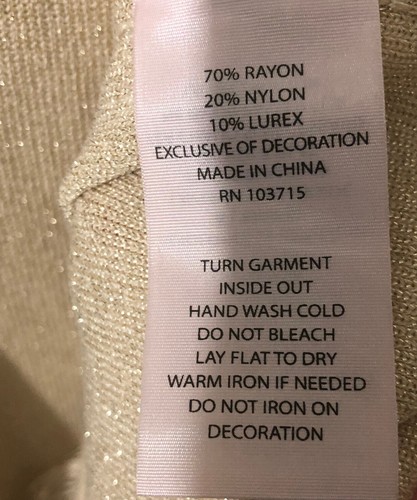 70% RAYON
20% NYLON
10% LUREX
EXCLUSIVE OF DECORATION
MADE IN CHINA
RN 103715
TURN GARMENT
INSIDE OUT
HAND WASH COLD
DO NOT BLEACH
LAY FLAT TO DRY
WARM IRON IF NEEDED
DO NOT IRON ON
DECORATION